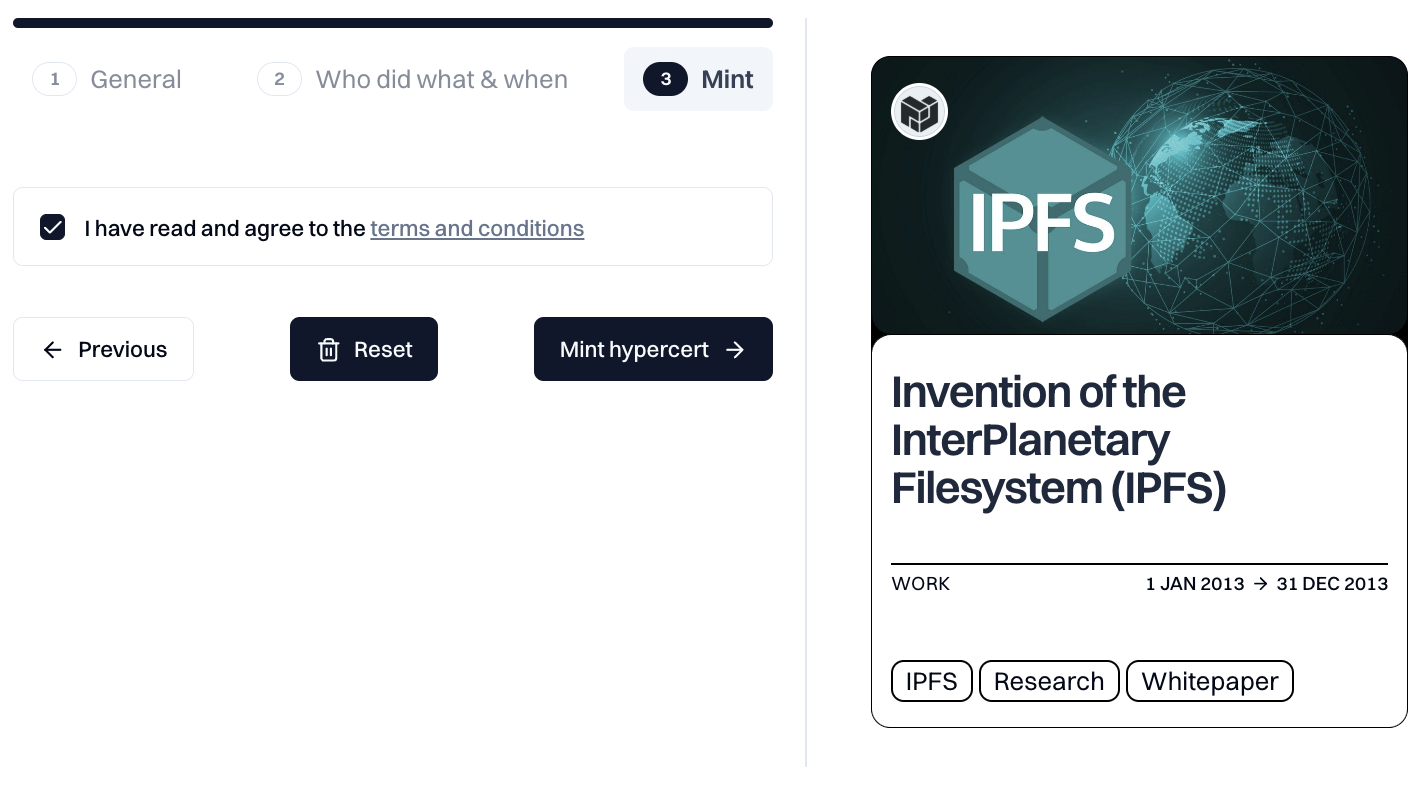 1 General
2 Who did what & when
3 Mint
I have read and agree to the terms and conditions
Previous
Reset
Mint hypercert
IPFS
Invention of the
InterPlanetary
Filesystem (IPFS)
WORK
1 JAN 2013 → 31 DEC 2013
IPFS
Research
Whitepaper